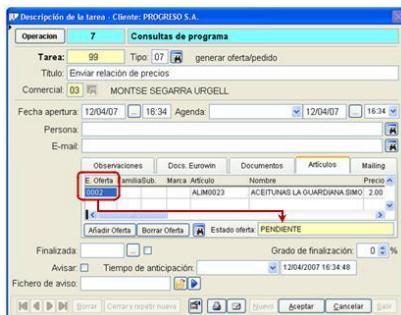 Descripción de la tarea - Cliente: PROGRESO S.A.
Operacion 7 Consultas de programa
Tarea: 99 Tipo: 07 generar oferta/pedido
Título: Enviar relación de precios
Comercial: 03 MONTSE SEGARRA URGELL
Fecha apertura: 12/04/07 ... 16:34 Agenda: 12/04/07 ... 16:34
Persona:
E-mail:
Observaciones Docs. Eurowin Documentos Artículos Mailing
E. Oferta Familia Sub. Marca Artículo Nombre Precio
0002 ALIM0023 ACEITUNAS LA GUARDIANA SIMO 2.00
Añadir Oferta Borrar Oferta Estado oferta: PENDIENTE
Finalizada: ... Grado de finalización: 0 %
Avisar: Tiempo de anticipación: 12/04/2007 16:34:48
Fichero de aviso:
Borrar Cerrar y repetir nueva Nuevo Aceptar Cancelar Salir